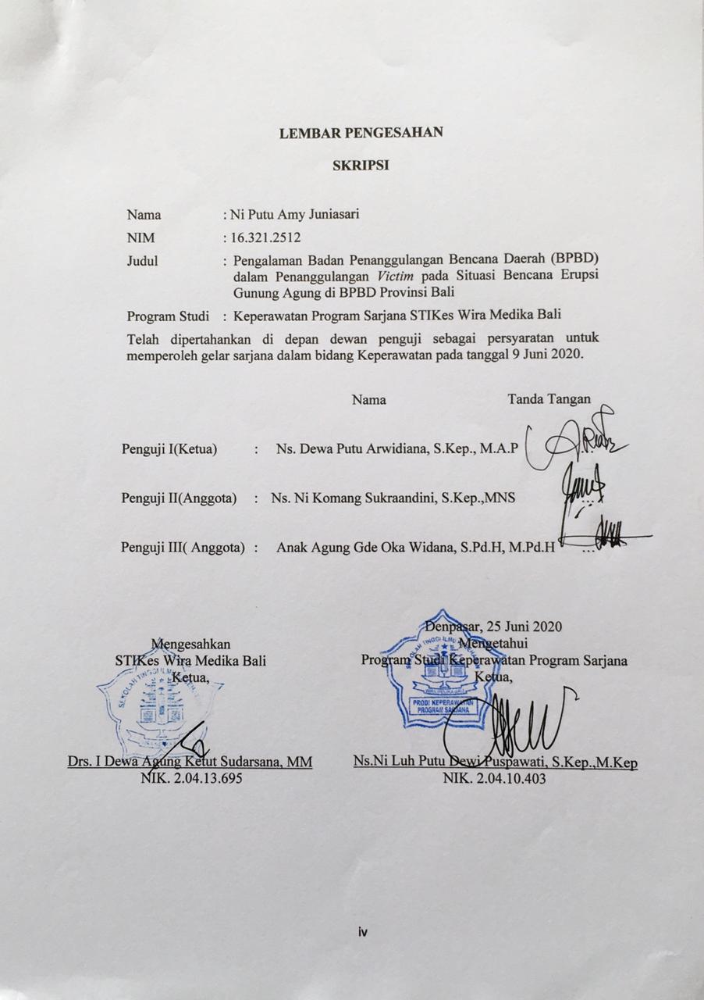 LEMBAR PENGESAHAN
SKRIPSI
Nama : Ni Putu Amy Juniasari
NIM : 16.321.2512
Judul : Pengalaman Badan Penanggulangan Bencana Daerah (BPBD)
dalam Penanggulangan Victim pada Situasi Bencana Erupsi
Gunung Agung di BPBD Provinsi Bali
Program Studi : Keperawatan Program Sarjana STIKes Wira Medika Bali
Telah dipertahankan di depan dewan penguji sebagai persyaratan untuk
memperoleh gelar sarjana dalam bidang Keperawatan pada tanggal 9 Juni 2020.
Nama Tanda Tangan
Penguji I(Ketua) : Ns. Dewa Putu Arwidiana, S.Kep., M.A.P
Penguji II(Anggota) : Ns. Ni Komang Sukraandini, S.Kep.,MNS
Penguji III( Anggota) : Anak Agung Gde Oka Widana, S.Pd.H, M.Pd.H ...
Mengesahkan
STIKes Wira Medika Bali
Ketua,
SEKOLAH TINGGI ILMU
Drs. I Dewa Agung Ketut Sudarsana, MM
NIK. 2.04.13.695
Denpasar, 25 Juni 2020
Mengetahui
Program Studi Keperawatan Program Sarjana
Ketua,
SEKOLAH TINGGI ILMU KESEHATAN
WIRA MEDIKA BALI
PRODI KEPERAWATAN
PROGRAM SARJANA
Ns.Ni Luh Putu Dewi Puspawati, S.Kep.,M.Kep
NIK. 2.04.10.403
iv